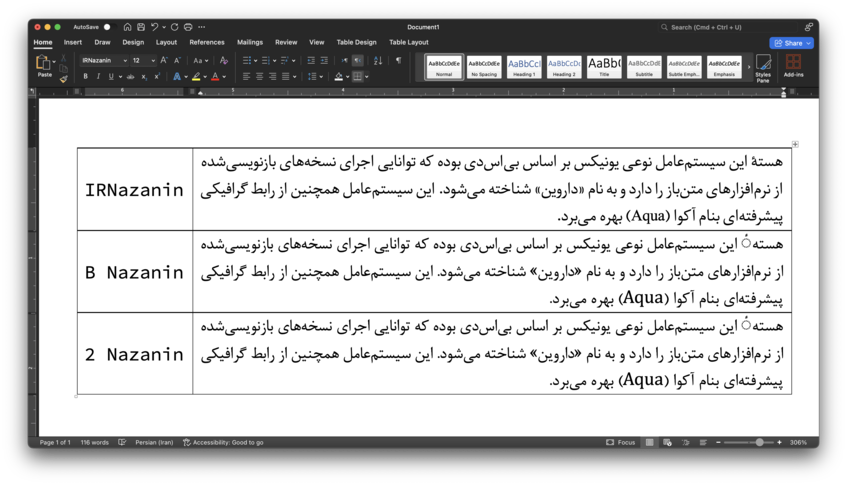 AutoSave
Document1
Search (Cmd + Ctrl + U)
Home Insert Draw Design Layout References Mailings Review View Table Design Table Layout
Share
Paste
IRNazanin 12
AaBbCcDdEe Normal
AaBbCcDdEe No Spacing
AaBbCcI Heading 1
AaBbCcDc Heading 2
AaBb( Title
AaBbCcDdEe Subtitle
AaBbCcDdEe Subtle Emph...
AaBbCcDdEe Emphasis
Styles Pane
Add-ins
هستهٔ این سیستم‌عامل نوعی یونیکس بر اساس بی‌اس‌دی بوده که توانایی اجرای نسخه‌های بازنویسی‌شده
از نرم‌افزارهای متن‌باز را دارد و به نام «داروین» شناخته می‌شود. این سیستم‌عامل همچنین از رابط گرافیکی
پیشرفته‌ای بنام آکوا (Aqua) بهره می‌برد.
IRNazanin
هسته ◌ٔ این سیستم‌عامل نوعی یونیکس بر اساس بی‌اس‌دی بوده که توانایی اجرای نسخه‌های بازنویسی‌شده
از نرم‌افزارهای متن‌باز را دارد و به نام «داروین» شناخته می‌شود. این سیستم‌عامل همچنین از رابط گرافیکی
پیشرفته‌ای بنام آکوا (Aqua) بهره می‌برد.
B Nazanin
هسته ◌ٔ این سیستم‌عامل نوعی یونیکس بر اساس بی‌اس‌دی بوده که توانایی اجرای نسخه‌های بازنویسی‌شده
از نرم‌افزارهای متن‌باز را دارد و به نام «داروین» شناخته می‌شود. این سیستم‌عامل همچنین از رابط گرافیکی
پیشرفته‌ای بنام آکوا (Aqua) بهره می‌برد.
2 Nazanin
Page 1 of 1 116 words Persian (Iran) Accessibility: Good to go Focus 306%